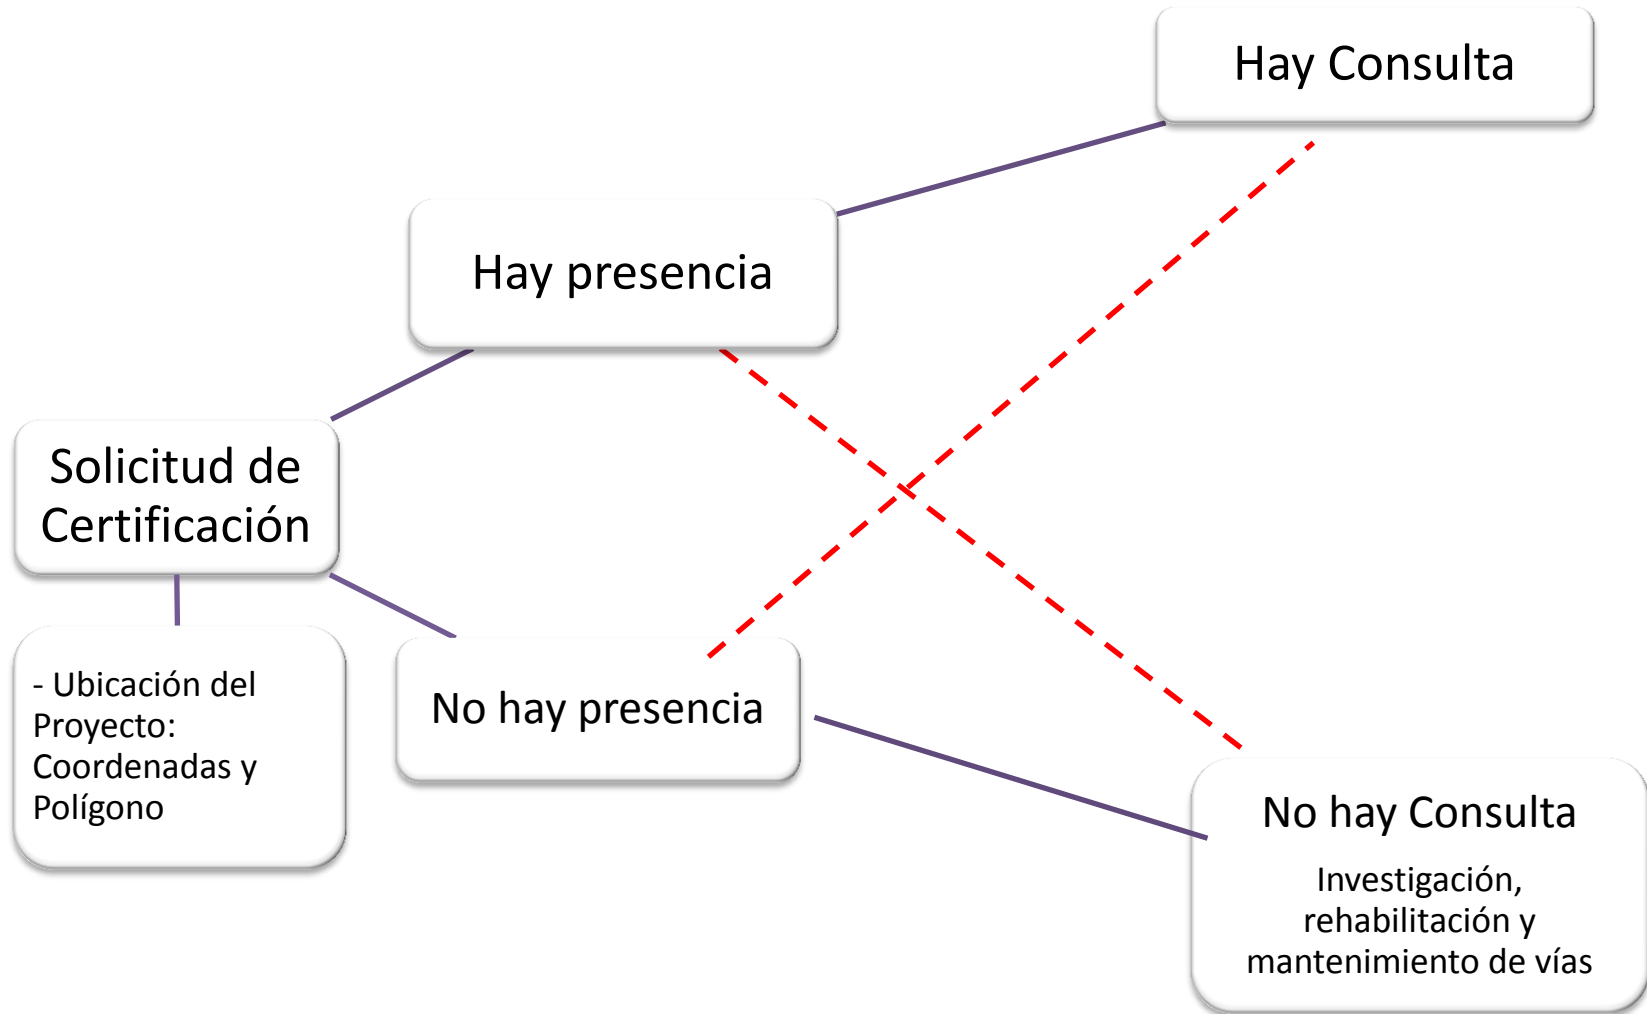 Hay Consulta
Hay presencia
Solicitud de
Certificación
- Ubicación del
Proyecto:
Coordenadas y
Polígono
No hay presencia
No hay Consulta
Investigación,
rehabilitación y
mantenimiento de vías